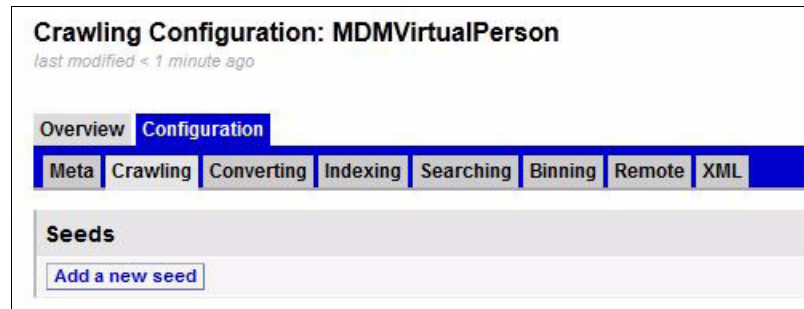 Crawling Configuration: MDMVirtualPerson
last modified < 1 minute ago
Overview Configuration
Meta Crawling Converting Indexing Searching Binning Remote XML
Seeds
Add a new seed